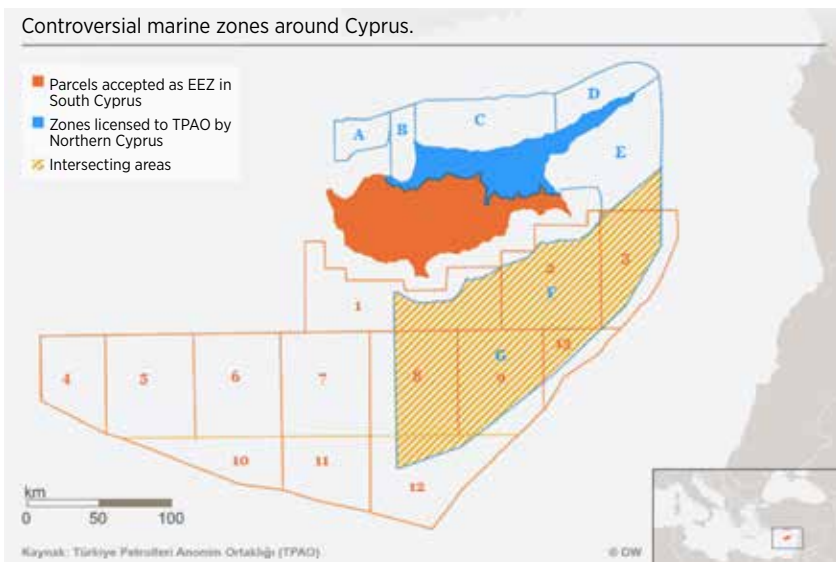 Controversial marine zones around Cyprus.
Parcels accepted as EEZ in
South Cyprus
Zones licensed to TPAO by
Northern Cyprus
Intersecting areas
A
B
C
D
E
1
2
3
F
G
4
5
6
7
8
9
13
10
11
12
km
0 50 100
Kaynak: Türkiye Petrolleri Anonim Ortaklığı (TPAO)
© DW